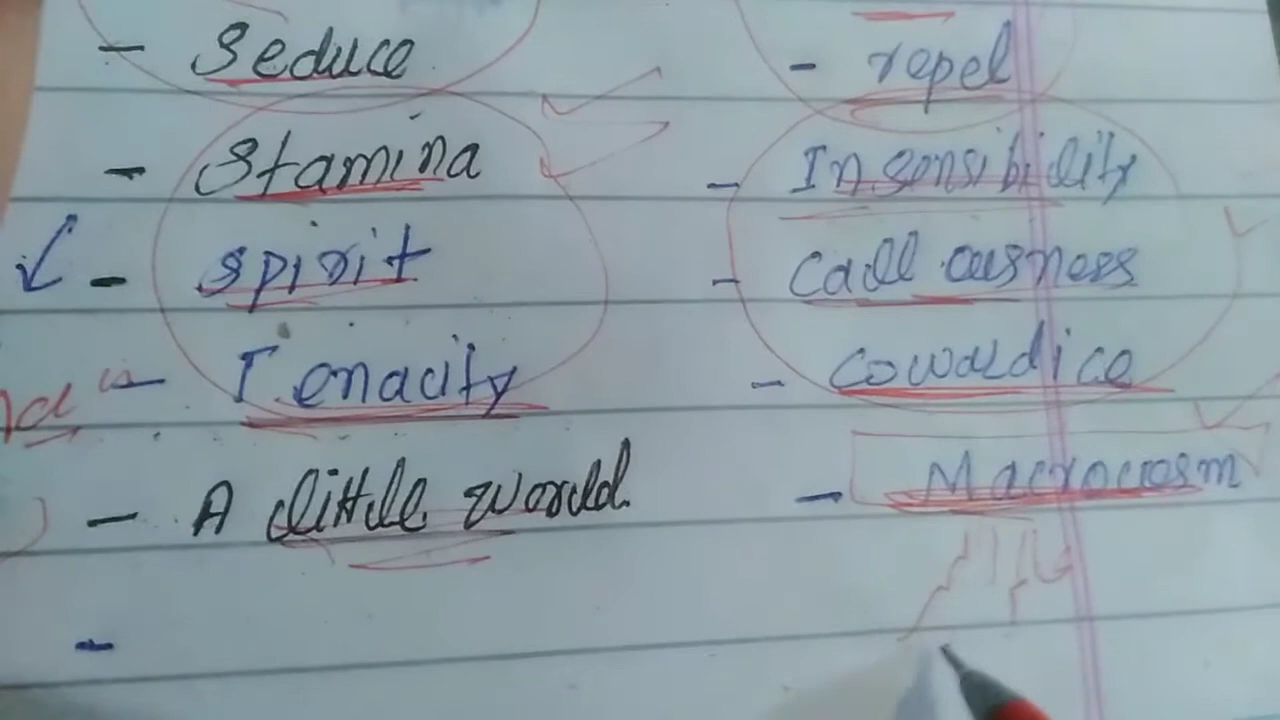 - Seduce - repel
- Stamina - Insensibility
- spirit - Callousness
- Tenacity - cowardice
- A little world - Macrocosm
-